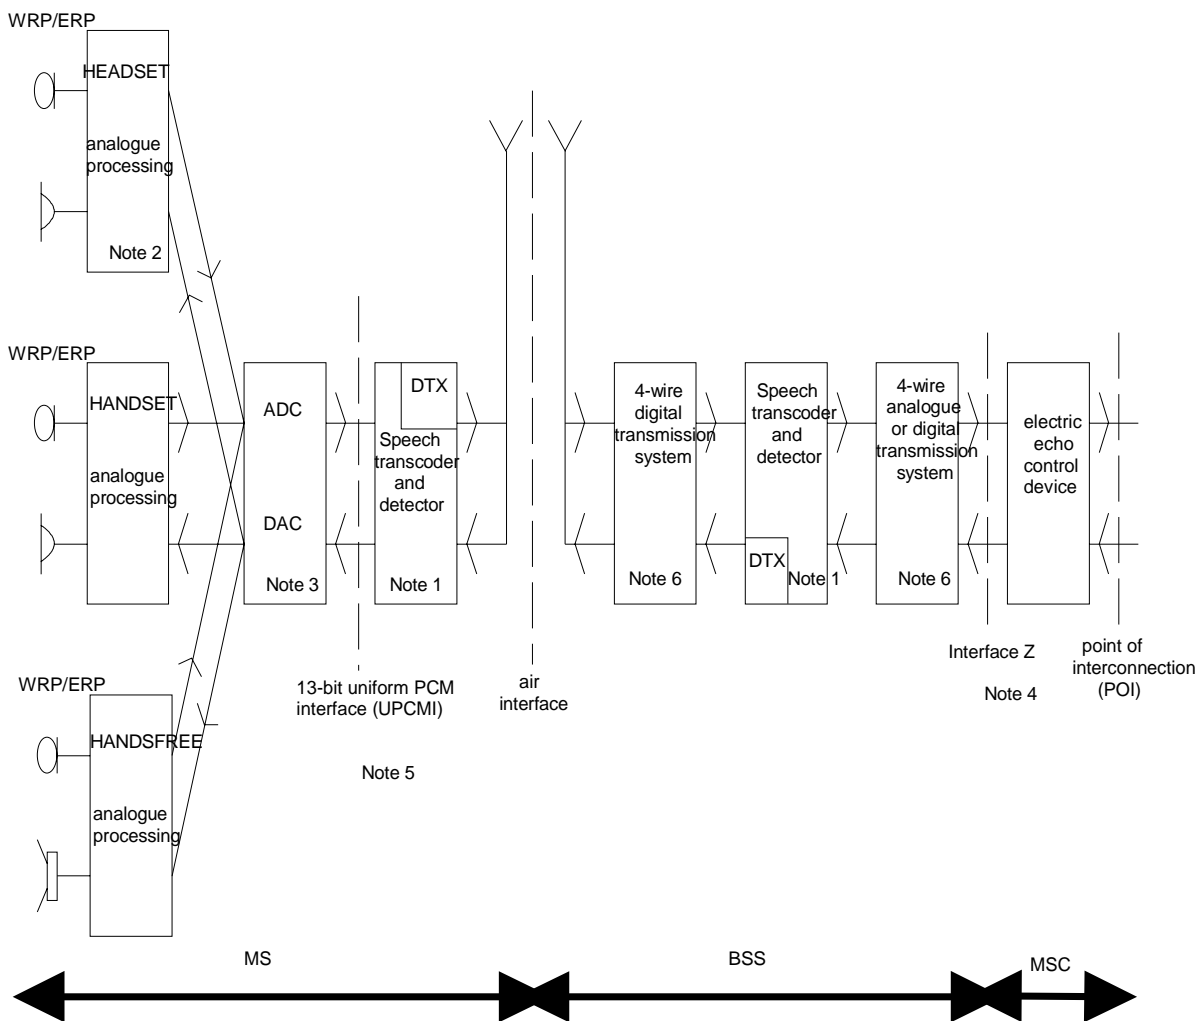 WRP/ERP
HEADSET
analogue
processing
Note 2
WRP/ERP
HANDSET
analogue
processing
WRP/ERP
HANDSFREE
analogue
processing
ADC
DAC
Note 3
13-bit uniform PCM
interface (UPCMI)
Note 5
DTX
Speech
transcoder
and
detector
Note 1
air
interface
4-wire
digital
transmission
system
Note 6
Speech
transcoder
and
detector
DTX
Note 1
4-wire
analogue
or digital
transmission
system
Note 6
Interface Z
Note 4
electric
echo
control
device
point of
interconnection
(POI)
MS
BSS
MSC